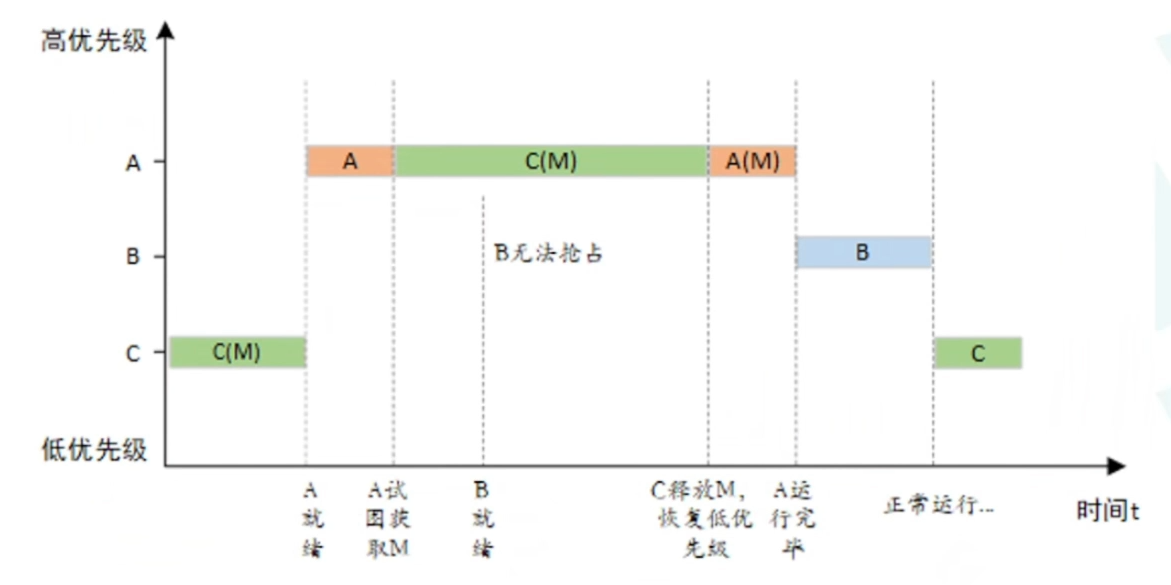 高优先级
A
A
C(M)
A(M)
B无法抢占
B
B
C
C(M)
C
低优先级
A
就
绪
A试
图获
取M
B
就
绪
C释放M，
恢复低优
先级
A运
行完
毕
正常运行...
时间t